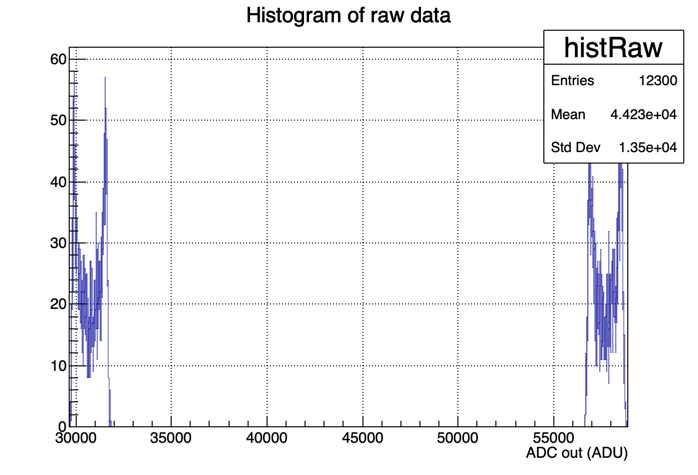 Histogram of raw data
histRaw
Entries 12300
Mean 4.423e+04
Std Dev 1.35e+04
60
50
40
30
20
10
0
30000 35000 40000 45000 50000 55000
ADC out (ADU)